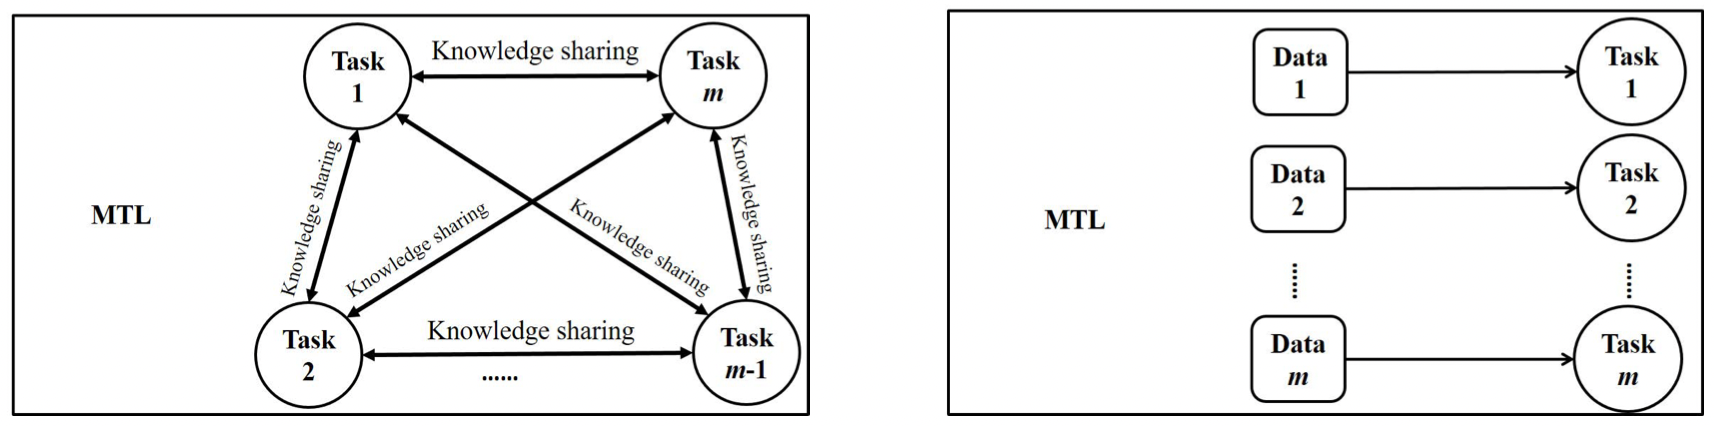 Task
1
Knowledge sharing
Task
m
Knowledge sharing
Knowledge sharing
Knowledge sharing
Knowledge sharing
MTL
Task
2
Knowledge sharing
......
Task
m-1
Data
1
Task
1
Data
2
Task
2
MTL
......
......
Data
m
Task
m